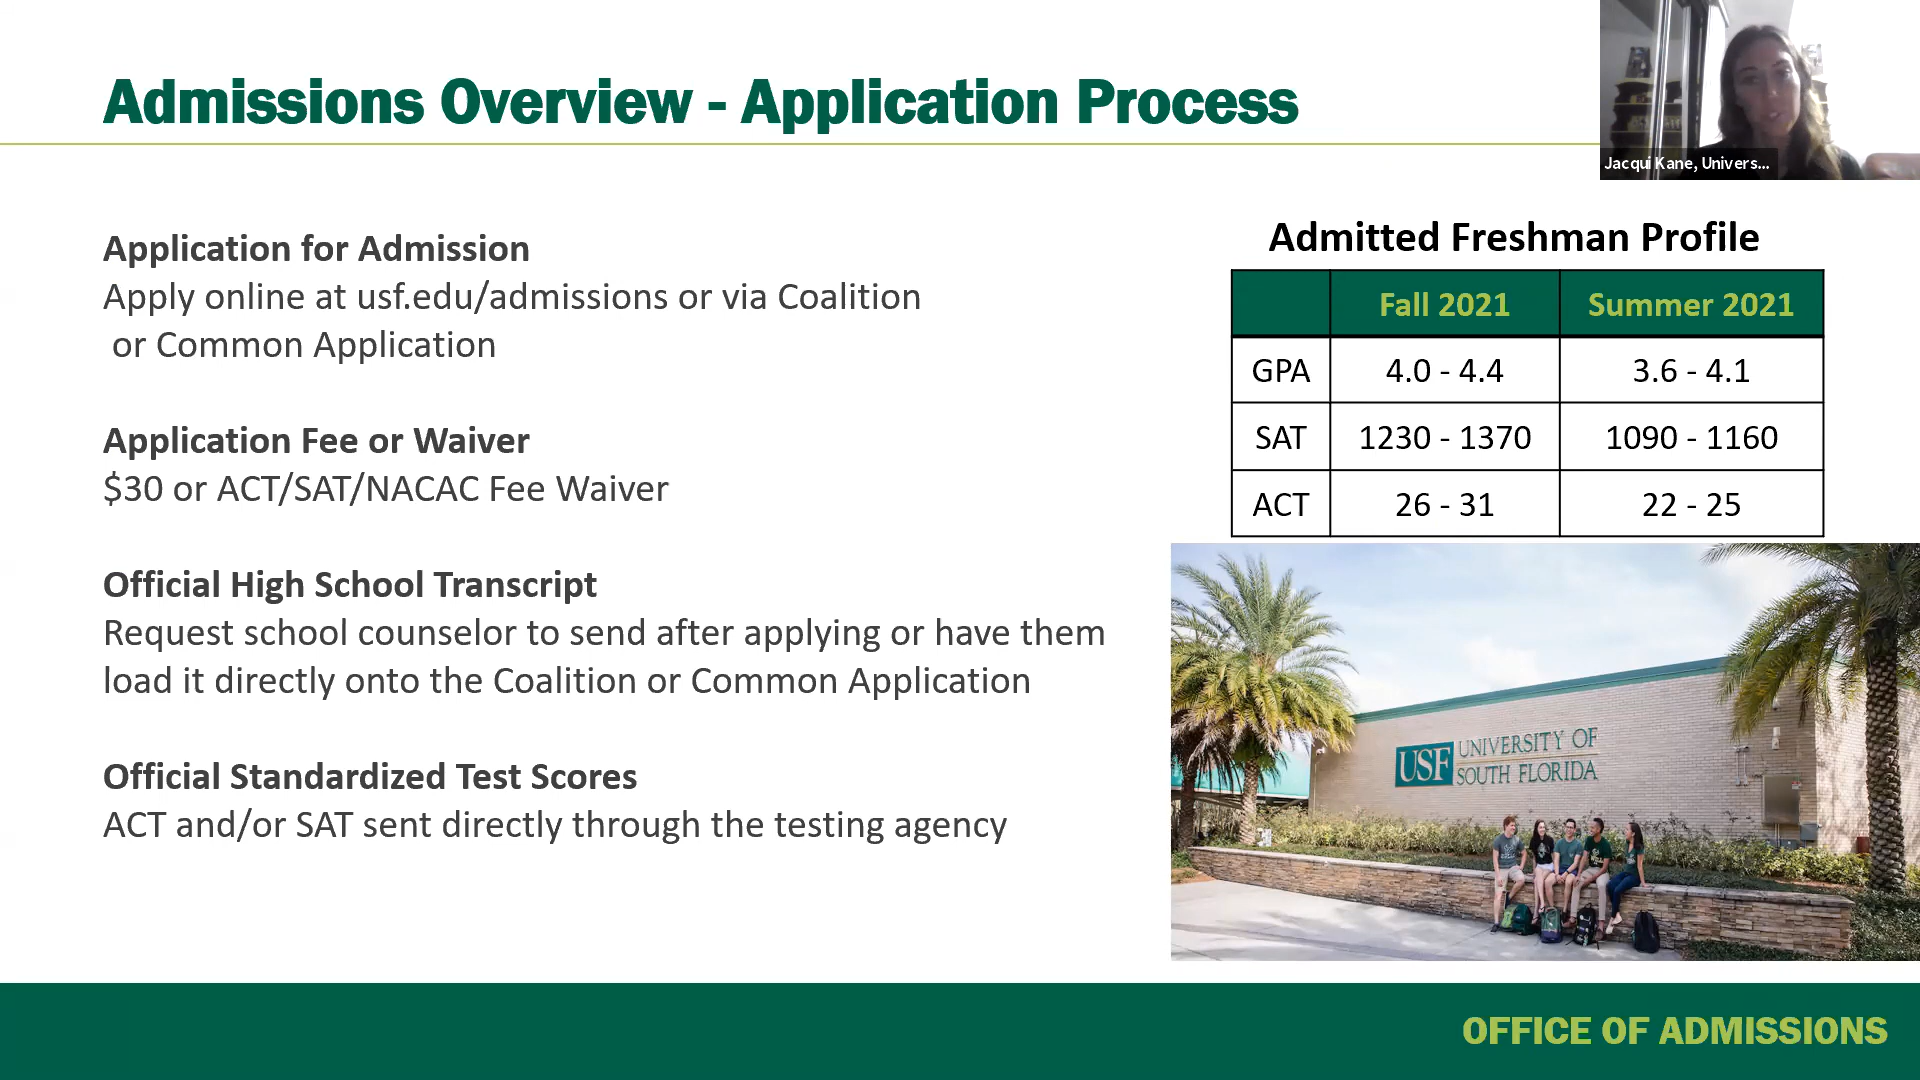 Admissions Overview - Application Process
Jacqui Kane, Univers...
Application for Admission
Apply online at usf.edu/admissions or via Coalition
or Common Application
Application Fee or Waiver
$30 or ACT/SAT/NACAC Fee Waiver
Official High School Transcript
Request school counselor to send after applying or have them
load it directly onto the Coalition or Common Application
Official Standardized Test Scores
ACT and/or SAT sent directly through the testing agency
Admitted Freshman Profile
Fall 2021 Summer 2021
GPA 4.0 - 4.4 3.6 - 4.1
SAT 1230 - 1370 1090 - 1160
ACT 26 - 31 22 - 25
USF UNIVERSITY OF
SOUTH FLORIDA
OFFICE OF ADMISSIONS